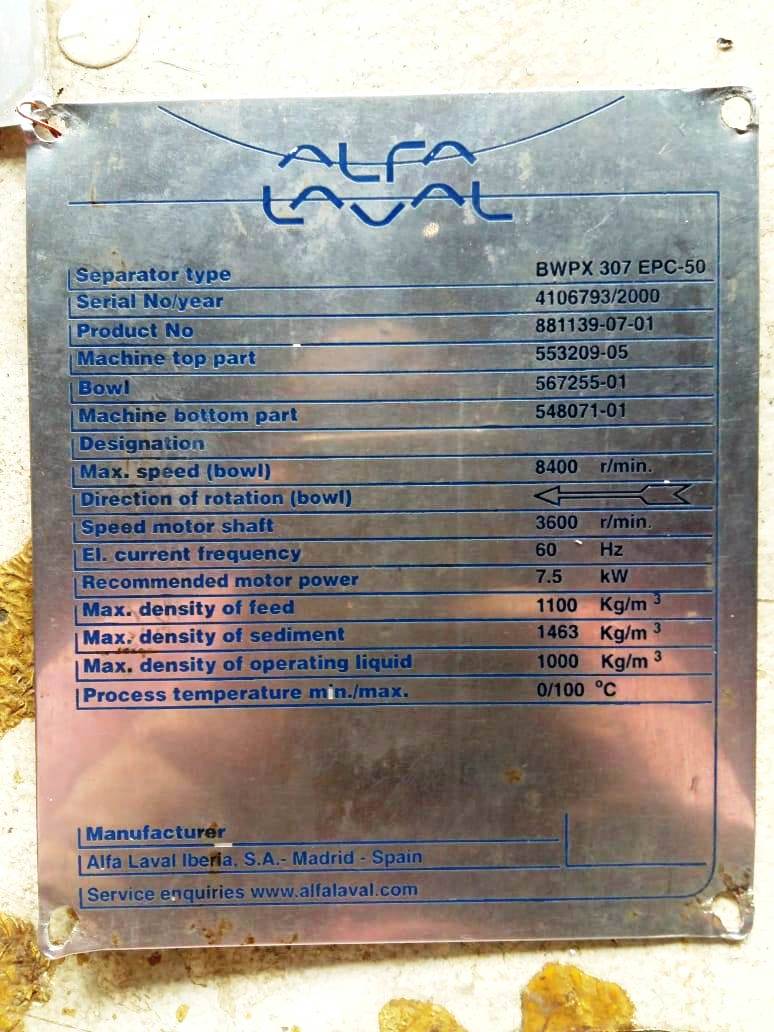 ALFA
LAVAL
Separator type BWPX 307 EPC-50
Serial No/year 4106793/2000
Product No 881139-07-01
Machine top part 553209-05
Bowl 567255-01
Machine bottom part 548071-01
Designation
Max. speed (bowl) 8400 r/min.
Direction of rotation (bowl)
Speed motor shaft 3600 r/min.
El. current frequency 60 Hz
Recommended motor power 7.5 kW
Max. density of feed 1100 Kg/m³
Max. density of sediment 1463 Kg/m³
Max. density of operating liquid 1000 Kg/m³
Process temperature min./max. 0/100 °C
Manufacturer
Alfa Laval Iberia, S.A.- Madrid - Spain
Service enquiries www.alfalaval.com